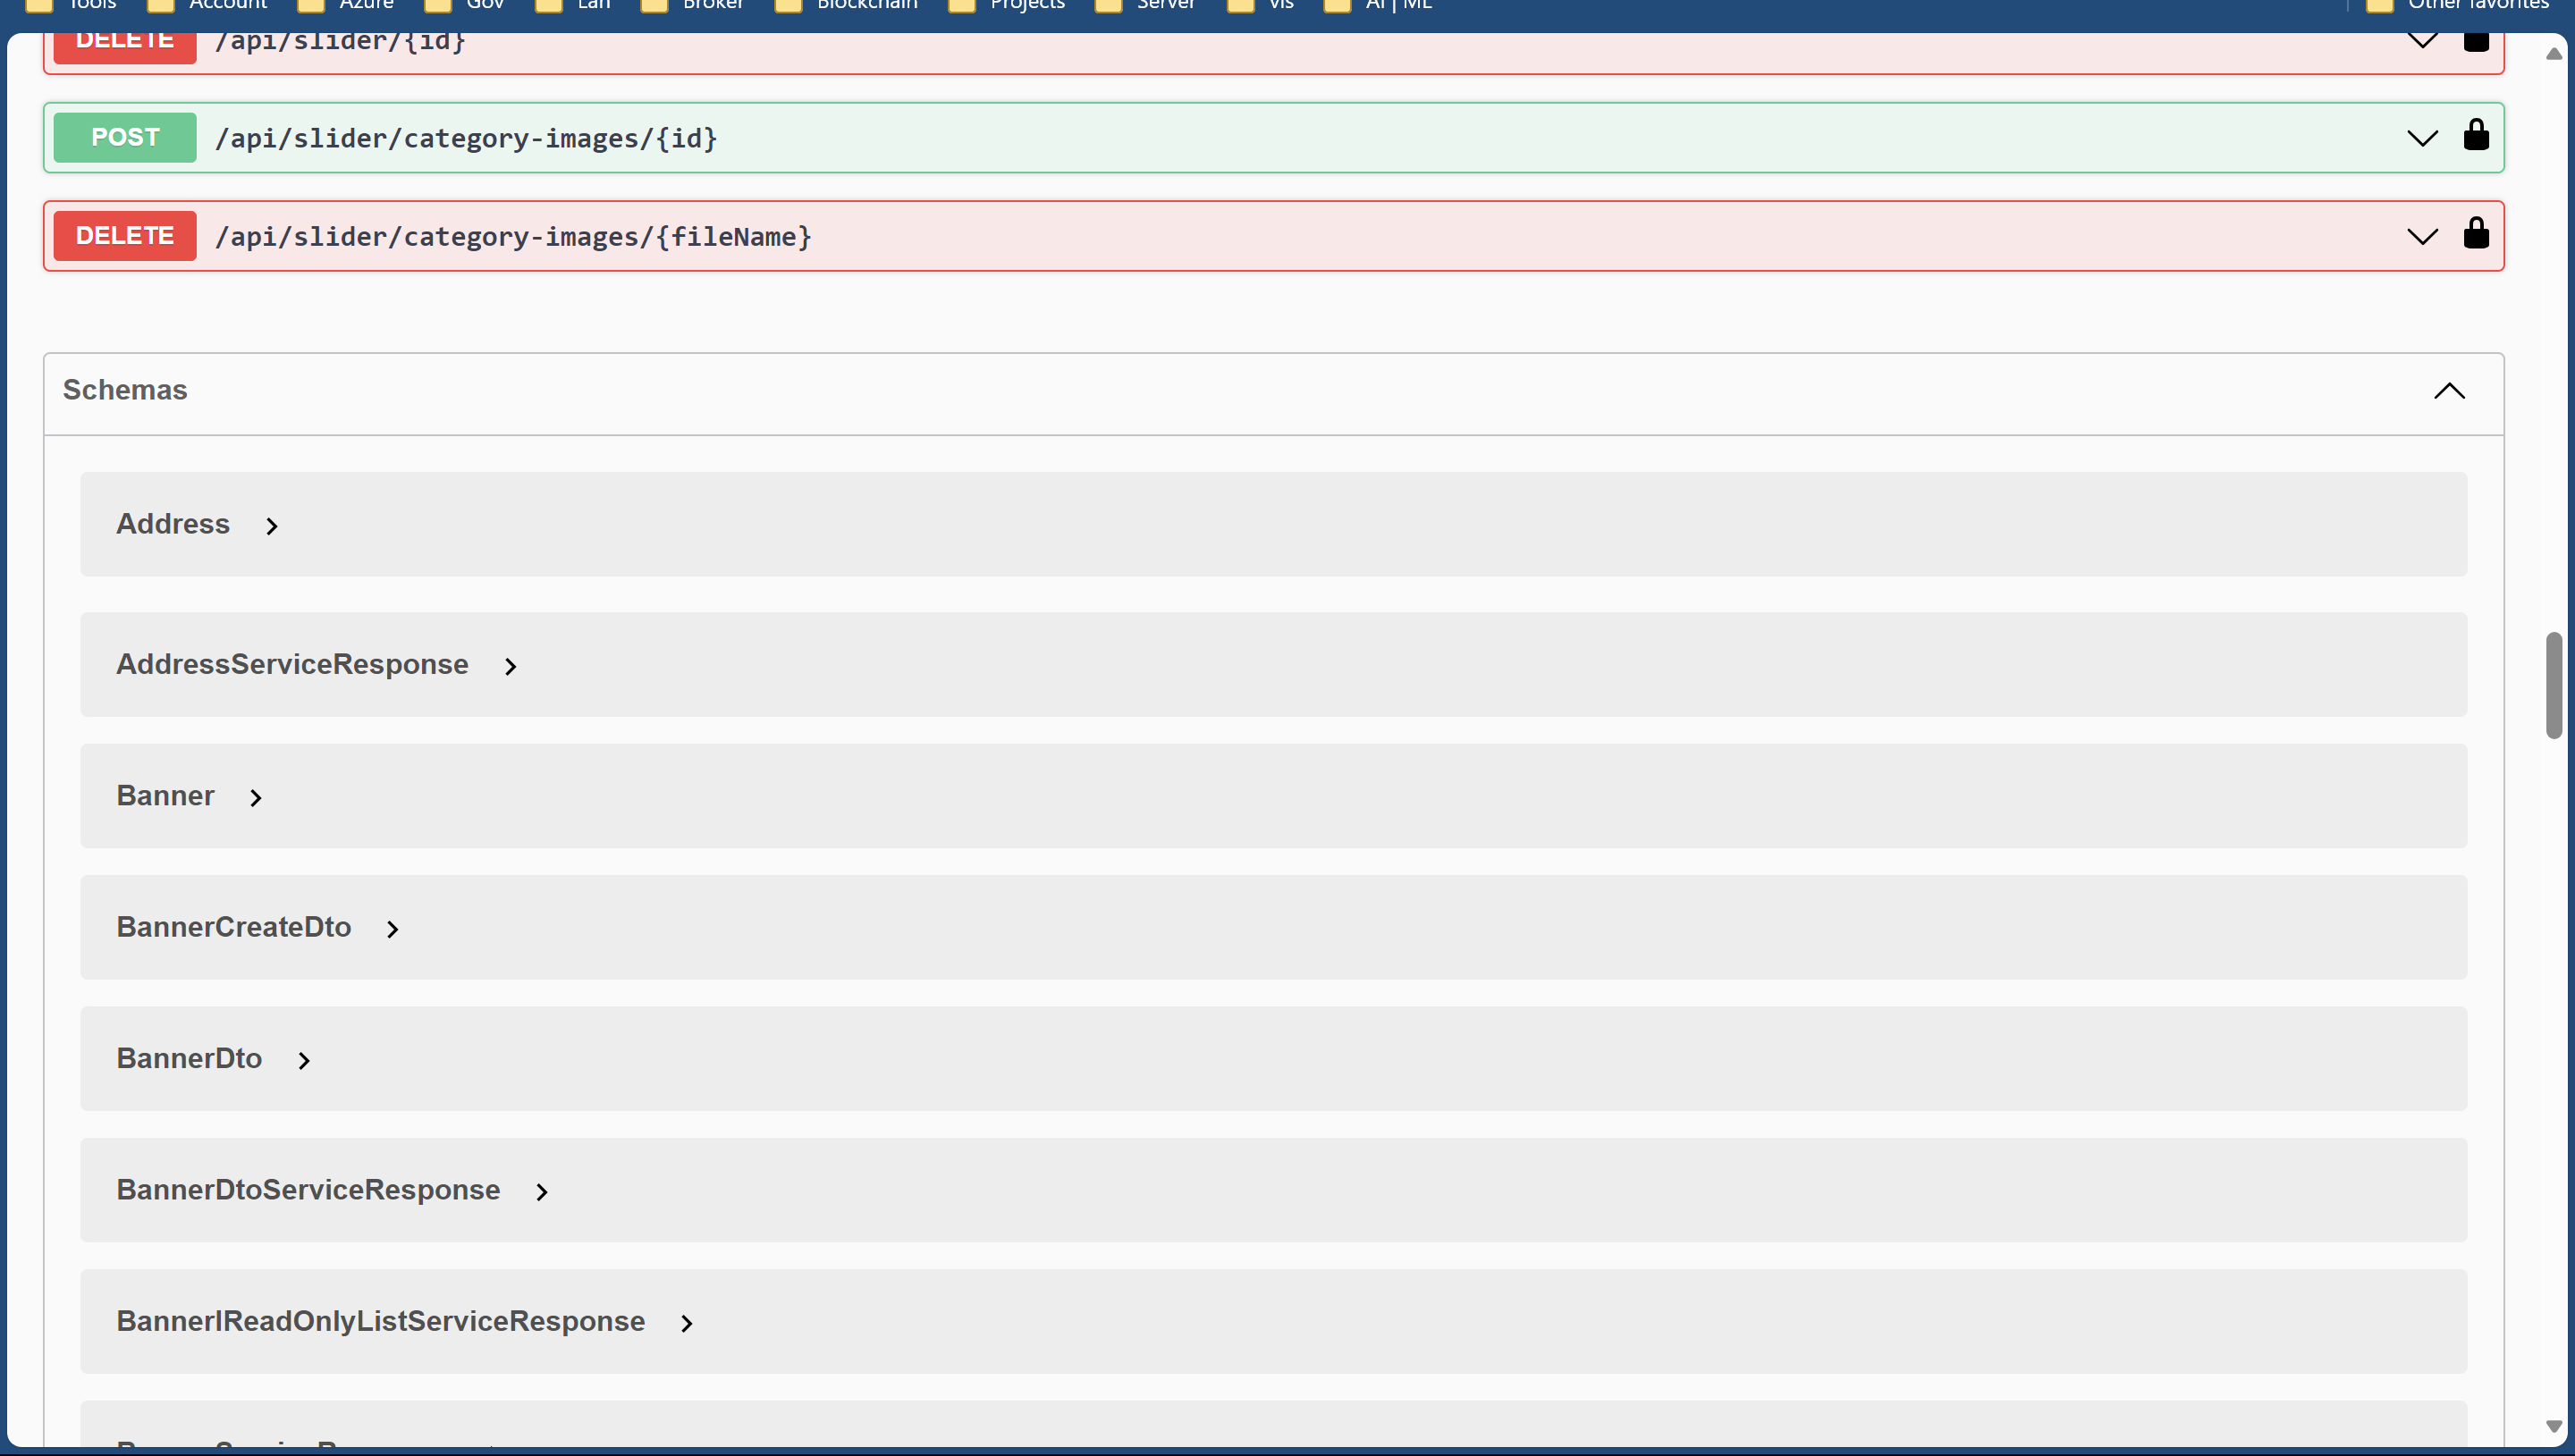 Tools Account Azure Gov Lan Broker Blockchain Projects Server Vis AI | ML Other favorites
DELETE /api/slider/{id}
POST /api/slider/category-images/{id}
DELETE /api/slider/category-images/{fileName}
Schemas
Address
AddressServiceResponse
Banner
BannerCreateDto
BannerDto
BannerDtoServiceResponse
BannerIReadOnlyListServiceResponse